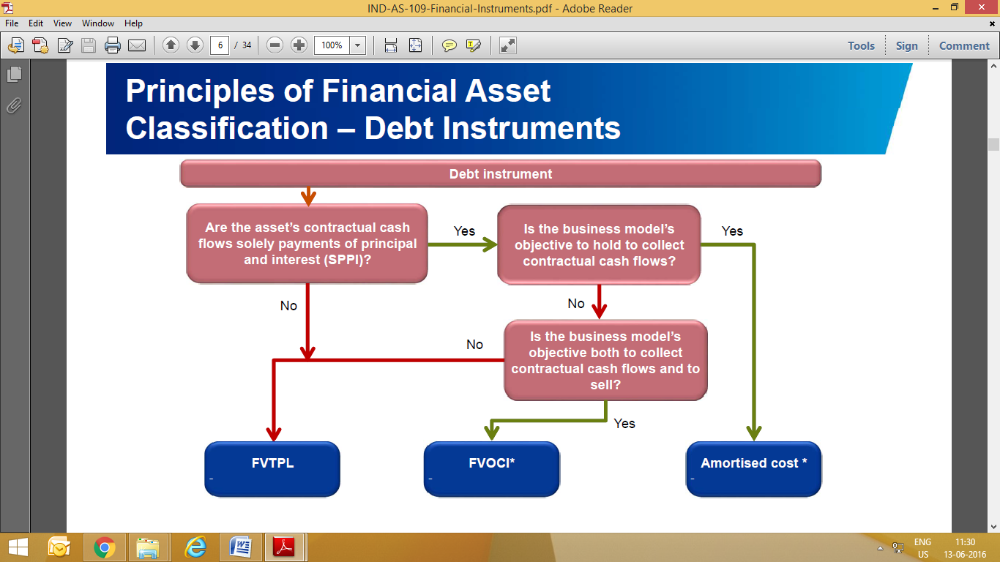 IND-AS-109-Financial-Instruments.pdf - Adobe Reader
File Edit View Window Help
6 / 34 100% Tools Sign Comment
Principles of Financial Asset
Classification – Debt Instruments
Debt instrument
Are the asset’s contractual cash
flows solely payments of principal
and interest (SPPI)?
Yes
Is the business model’s
objective to hold to collect
contractual cash flows?
Yes
No
No
Is the business model’s
objective both to collect
contractual cash flows and to
sell?
No
Yes
FVTPL
-
FVOCI*
-
Amortised cost *
-
ENG 11:30
US 13-06-2016